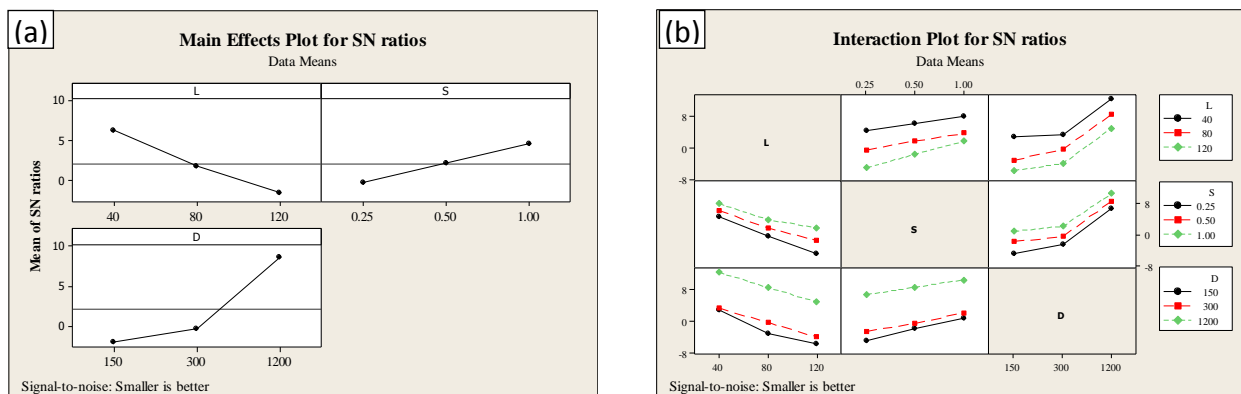 (a)
Main Effects Plot for SN ratios
Data Means
L S
10
5
0
40 80 120 0.25 0.50 1.00
Mean of SN ratios
D
10
5
0
150 300 1200
Signal-to-noise: Smaller is better
(b)
Interaction Plot for SN ratios
Data Means
0.25 0.50 1.00
8
0
-8
L
L
40
80
120
S
8
0
-8
S
0.25
0.50
1.00
8
0
-8
D
D
150
300
1200
40 80 120 150 300 1200
Signal-to-noise: Smaller is better